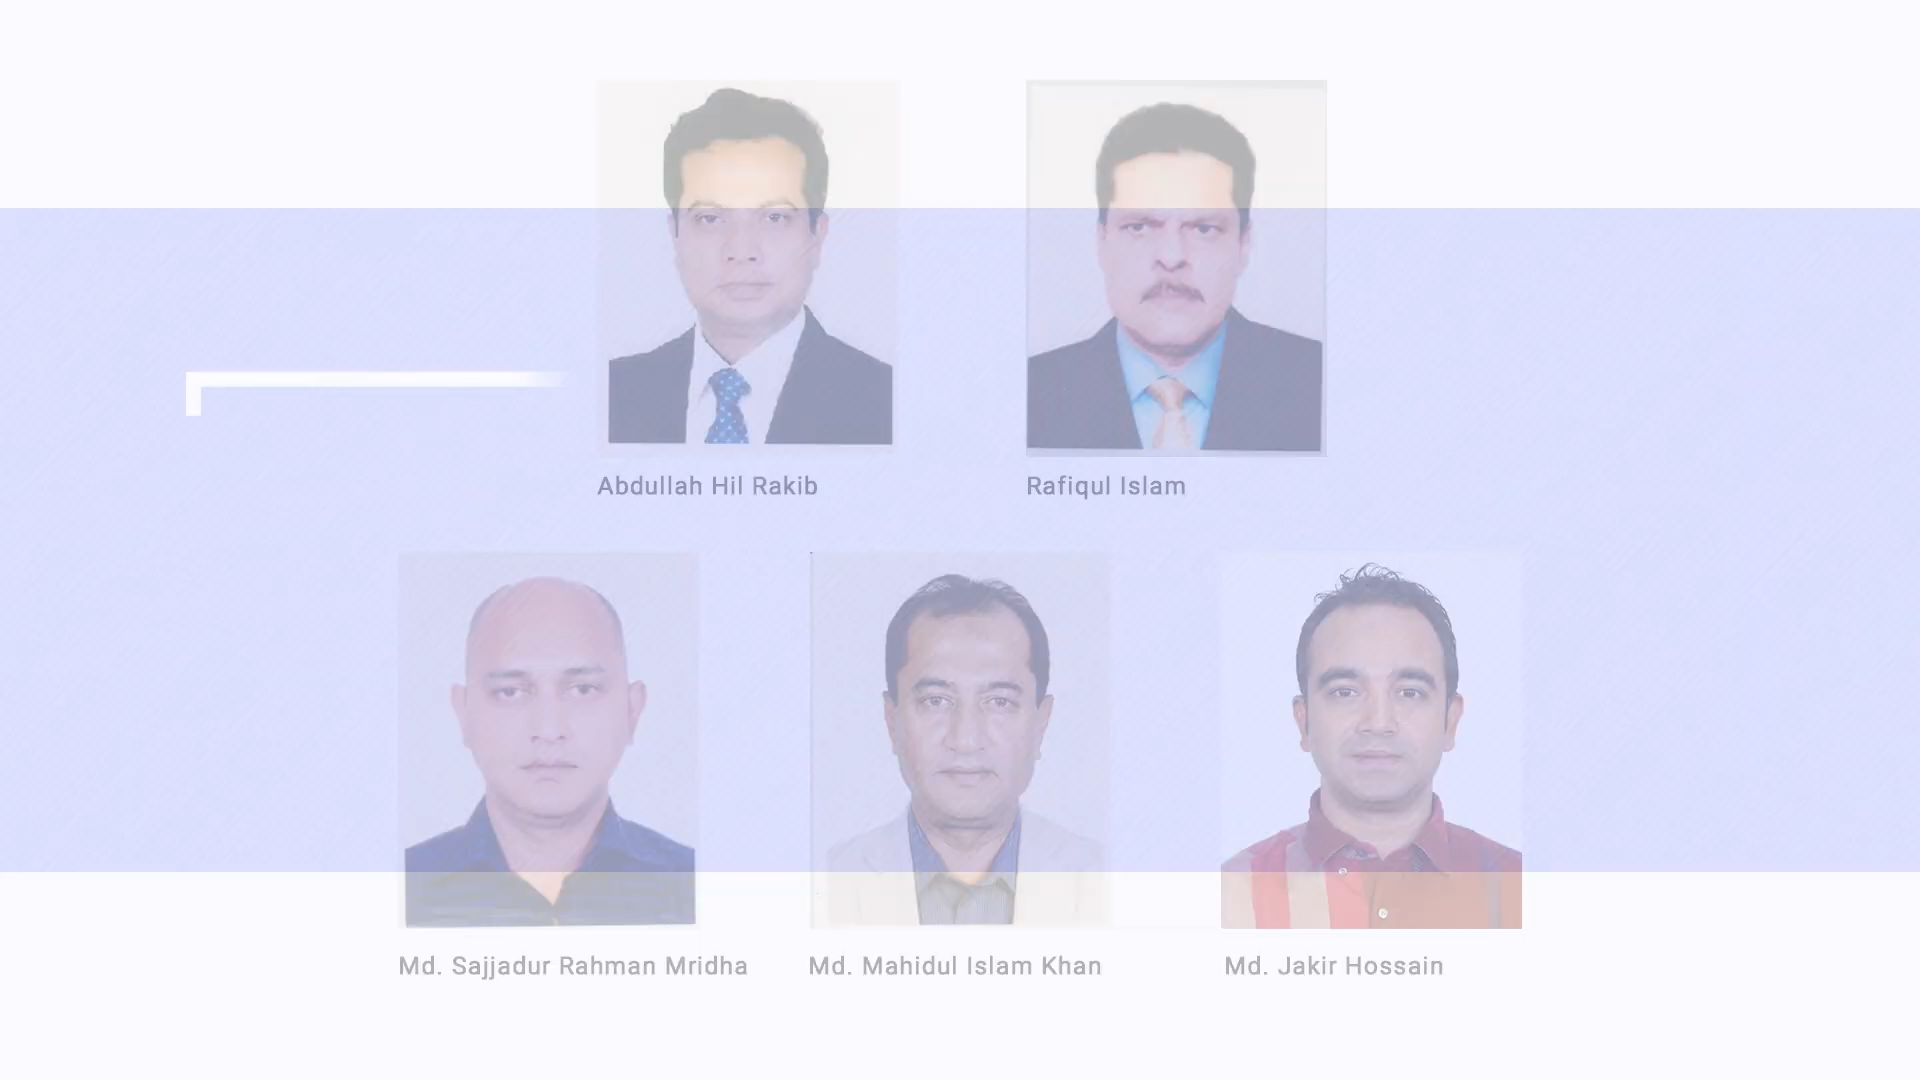 Abdullah Hil Rakib
Rafiqul Islam
Md. Sajjadur Rahman Mridha
Md. Mahidul Islam Khan
Md. Jakir Hossain